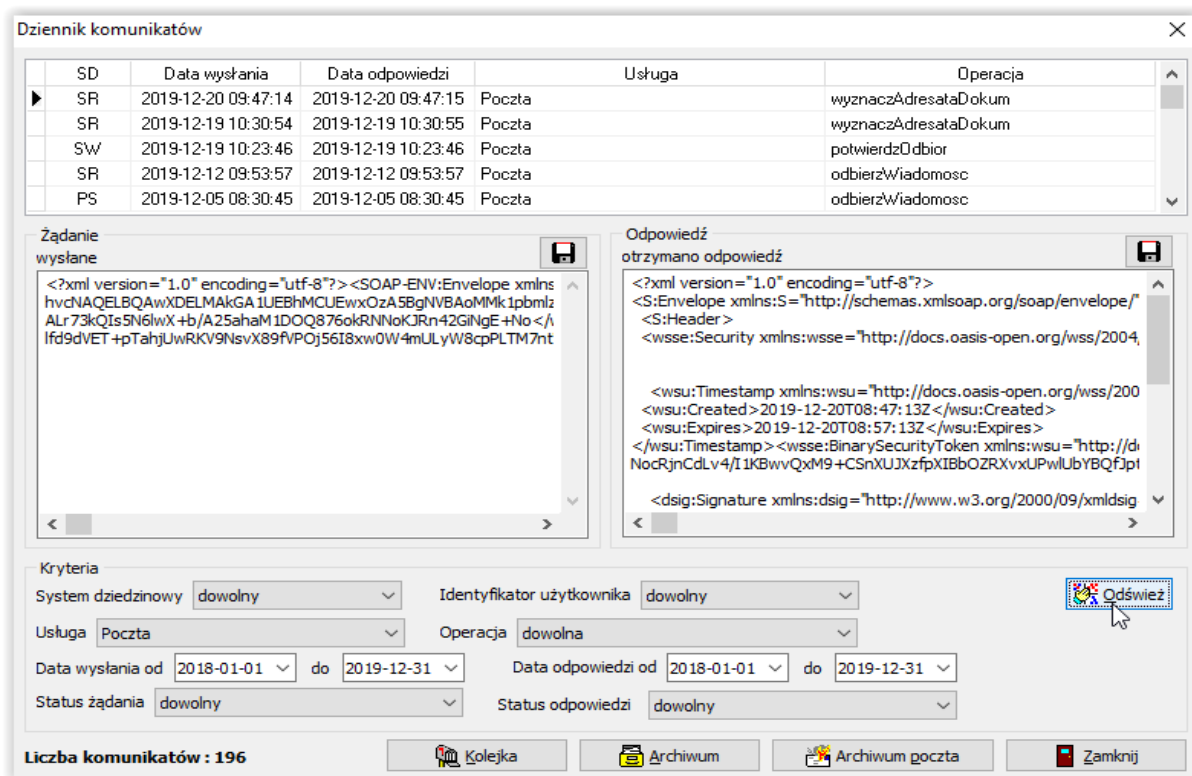 Dziennik komunikatów
SD Data wysłania Data odpowiedzi Usługa Operacja
SR 2019-12-20 09:47:14 2019-12-20 09:47:15 Poczta wyznaczAdresataDokum
SR 2019-12-19 10:30:54 2019-12-19 10:30:55 Poczta wyznaczAdresataDokum
SW 2019-12-19 10:23:46 2019-12-19 10:23:46 Poczta potwierdzOdbior
SR 2019-12-12 09:53:57 2019-12-12 09:53:57 Poczta odbierzWiadomosc
PS 2019-12-05 08:30:45 2019-12-05 08:30:45 Poczta odbierzWiadomosc
Żądanie
wysłane
<?xml version="1.0" encoding="utf-8"?><SOAP-ENV:Envelope xmlns
hvcNAQELBQAwXDELMAkGA1UEBhMCUEwxOzA5BgNVBAoMMk1pbmlz
ALr73kQIs5N6lwX+b/A25ahaM1DOQ876okRNNoKJRn42GiNgE+No</
lfd9dVET+pTahjUwRKV9NsvX89fVPOj56I8xw0W4mULyW8cpPLTM7nt
Odpowiedź
otrzymano odpowiedź
<?xml version="1.0" encoding="utf-8"?>
<S:Envelope xmlns:S="http://schemas.xmlsoap.org/soap/envelope/"
<S:Header>
<wsse:Security xmlns:wsse="http://docs.oasis-open.org/wss/2004,
<wsu:Timestamp xmlns:wsu="http://docs.oasis-open.org/wss/200
<wsu:Created>2019-12-20T08:47:13Z</wsu:Created>
<wsu:Expires>2019-12-20T08:57:13Z</wsu:Expires>
</wsu:Timestamp><wsse:BinarySecurityToken xmlns:wsu="http://d
NocRjnCdLv4/I1KBwvQxM9+CSnXUJXzfpXIBbOZRXvxUPwlUbYBQfJpt
<dsig:Signature xmlns:dsig="http://www.w3.org/2000/09/xmldsig
Kryteria
System dziedzinowy dowolny Identyfikator użytkownika dowolny Odśwież
Usługa Poczta Operacja dowolna
Data wysłania od 2018-01-01 do 2019-12-31 Data odpowiedzi od 2018-01-01 do 2019-12-31
Status żądania dowolny Status odpowiedzi dowolny
Liczba komunikatów : 196 Kolejka Archiwum Archiwum poczta Zamknij